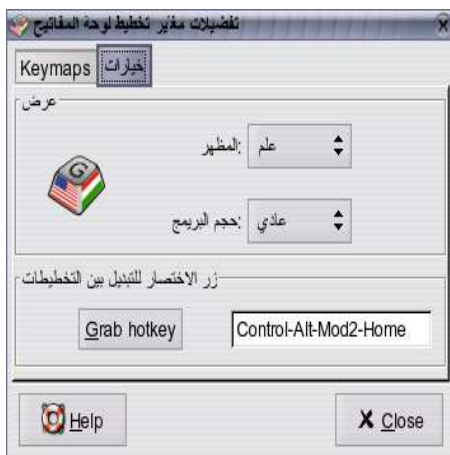 تفضيلات مغير تخطيط لوحة المفاتيح
Keymaps خيارات
عرض
المظهر: علم
G
حجم البريمج: عادي
زر الاختصار للتبديل بين التخطيطات
Grab hotkey Control-Alt-Mod2-Home
Help X Close